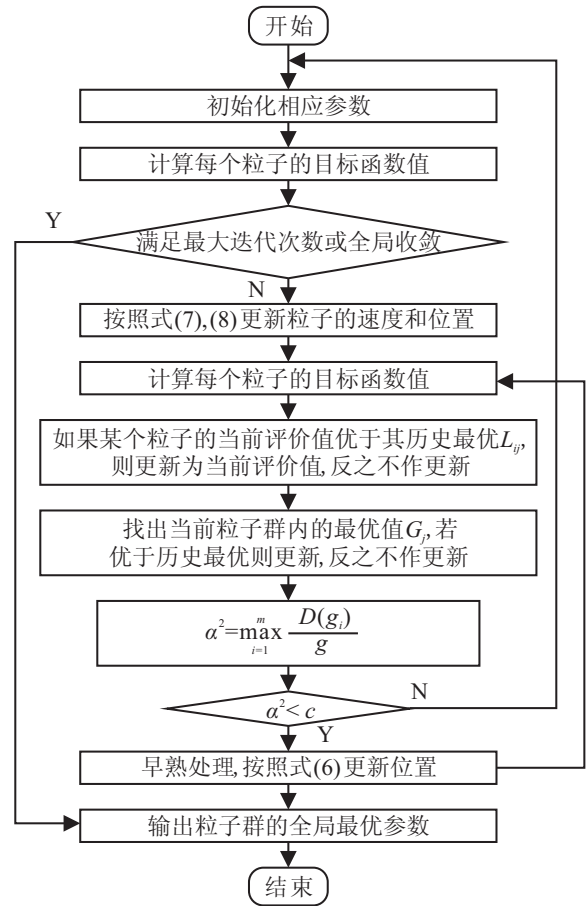 开始
初始化相应参数
计算每个粒子的目标函数值
Y
满足最大迭代次数或全局收敛
N
按照式(7),(8)更新粒子的速度和位置
计算每个粒子的目标函数值
如果某个粒子的当前评价值优于其历史最优L_{ij},
则更新为当前评价值,反之不作更新
找出当前粒子群内的最优值G_j,若
优于历史最优则更新,反之不作更新
α²=max_{i=1}^{m} D(g_i)/g
N
α²<c
Y
早熟处理,按照式(6)更新位置
输出粒子群的全局最优参数
结束